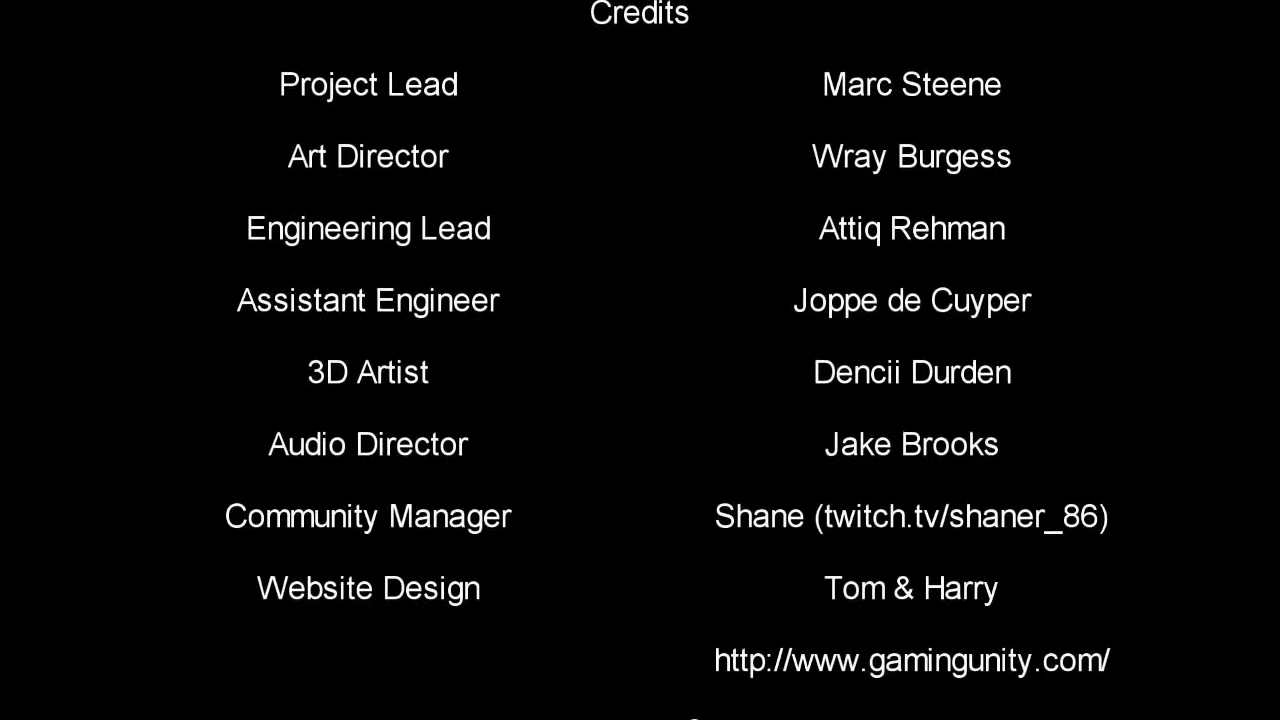 Credits
Project Lead Marc Steene
Art Director Wray Burgess
Engineering Lead Attiq Rehman
Assistant Engineer Joppe de Cuyper
3D Artist Dencii Durden
Audio Director Jake Brooks
Community Manager Shane (twitch.tv/shaner_86)
Website Design Tom & Harry
http://www.gamingunity.com/